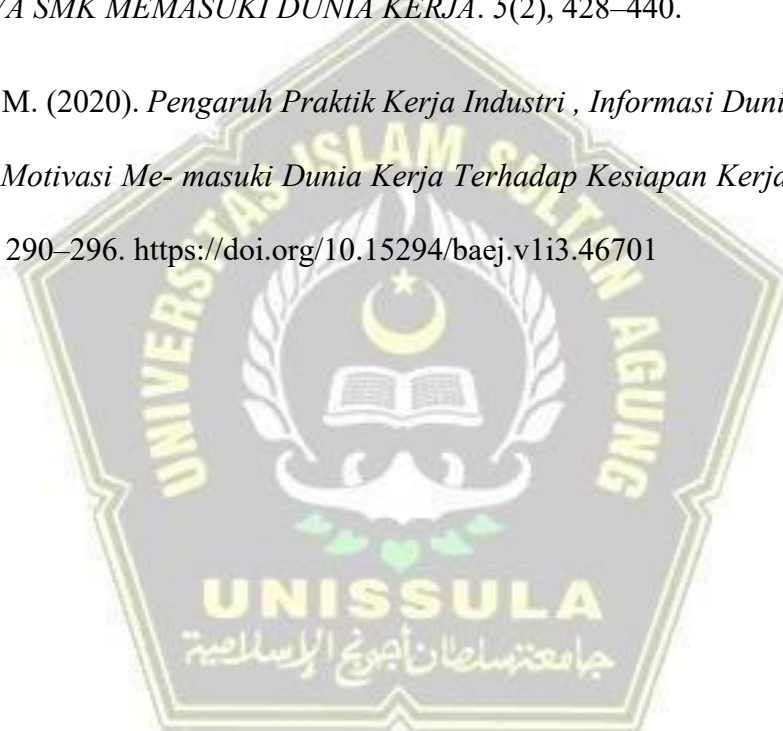 YA SMK MEMASUKI DUNIA KERJA. 5(2), 428–440.
M. (2020). Pengaruh Praktik Kerja Industri , Informasi Duni
Motivasi Me- masuki Dunia Kerja Terhadap Kesiapan Kerja
290–296. https://doi.org/10.15294/baej.v1i3.46701
UNIVERSITAS ISLAM SULTAN AGUNG
UNISSULA
جامعتسلطان أجونج الإسلامية